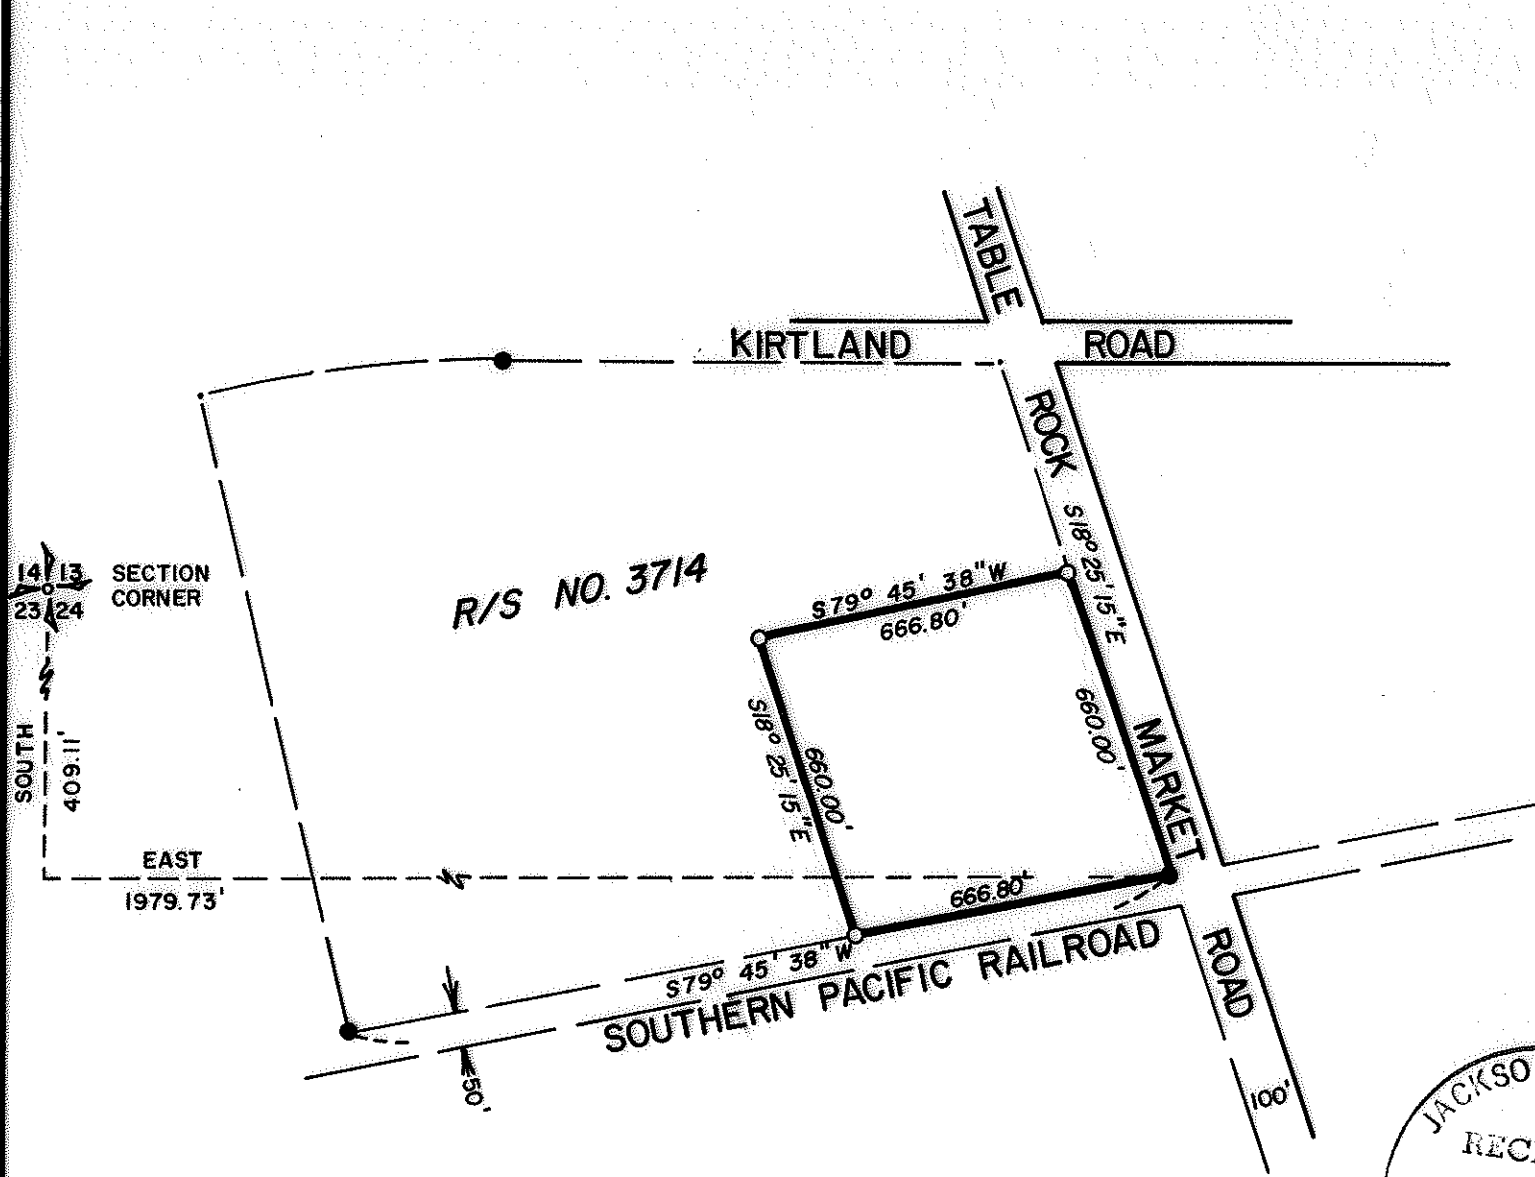 TABLE
KIRTLAND ROAD
ROCK
S18° 25' 15" E
14 13
23 24
SECTION
CORNER
R/S NO. 3714
S79° 45' 38" W
666.80'
S18° 25' 15" E
660.00'
660.00'
MARKET
SOUTH
409.11'
EAST
1979.73'
666.80'
S79° 45' 38" W
SOUTHERN PACIFIC RAILROAD
ROAD
50'
100'
JACKSO
REC